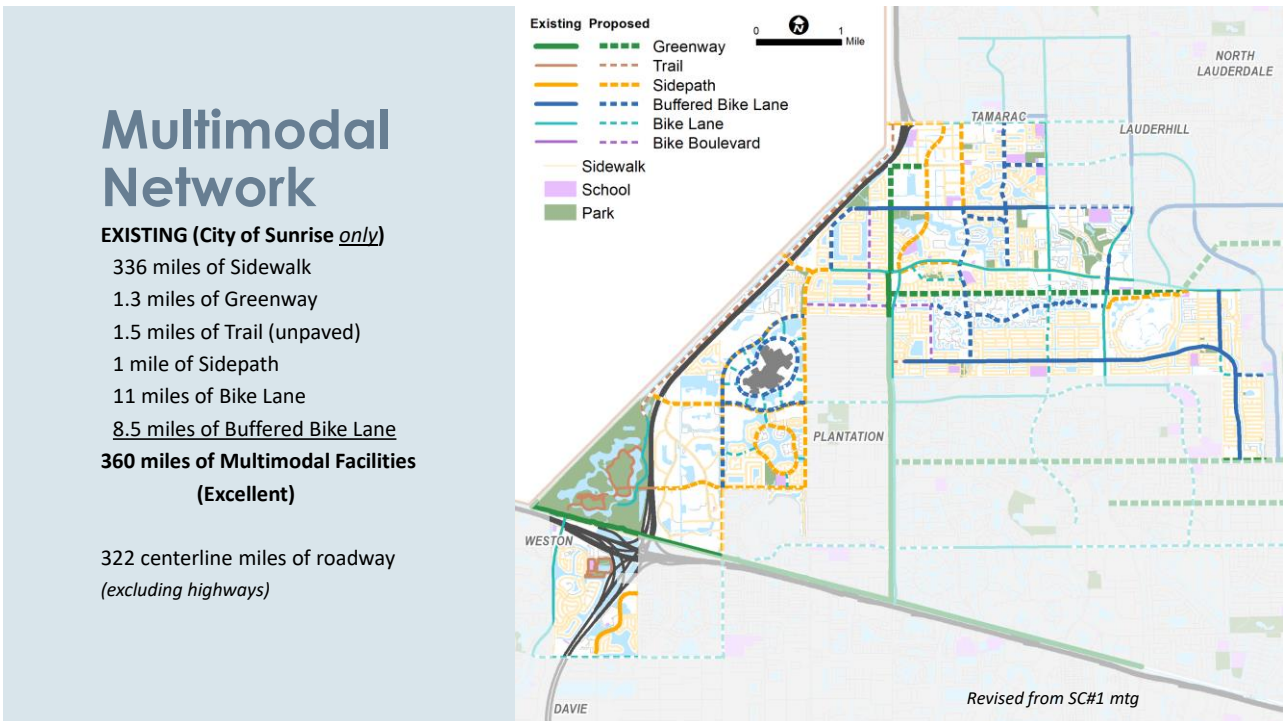 Multimodal
Network
EXISTING (City of Sunrise only)
336 miles of Sidewalk
1.3 miles of Greenway
1.5 miles of Trail (unpaved)
1 mile of Sidepath
11 miles of Bike Lane
8.5 miles of Buffered Bike Lane
360 miles of Multimodal Facilities
(Excellent)
322 centerline miles of roadway
(excluding highways)
Existing Proposed
Greenway
Trail
Sidepath
Buffered Bike Lane
Bike Lane
Bike Boulevard
Sidewalk
School
Park
0 N 1
Mile
NORTH
LAUDERDALE
TAMARAC
LAUDERHILL
PLANTATION
WESTON
DAVIE
Revised from SC#1 mtg